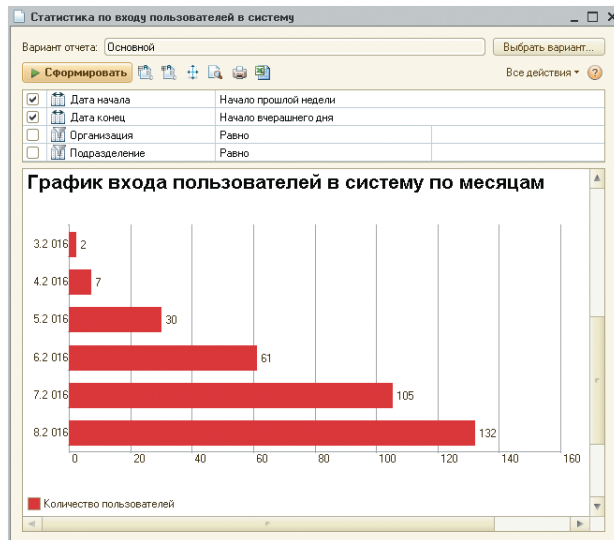 Статистика по входу пользователей в систему
Вариант отчета: Основной Выбрать вариант...
Сформировать Все действия
Дата начала Начало прошлой недели
Дата конец Начало вчерашнего дня
Организация Равно
Подразделение Равно
График входа пользователей в систему по месяцам
3.2 016 2
4.2 016 7
5.2 016 30
6.2 016 61
7.2 016 105
8.2 016 132
0 20 40 60 80 100 120 140 160
Количество пользователей